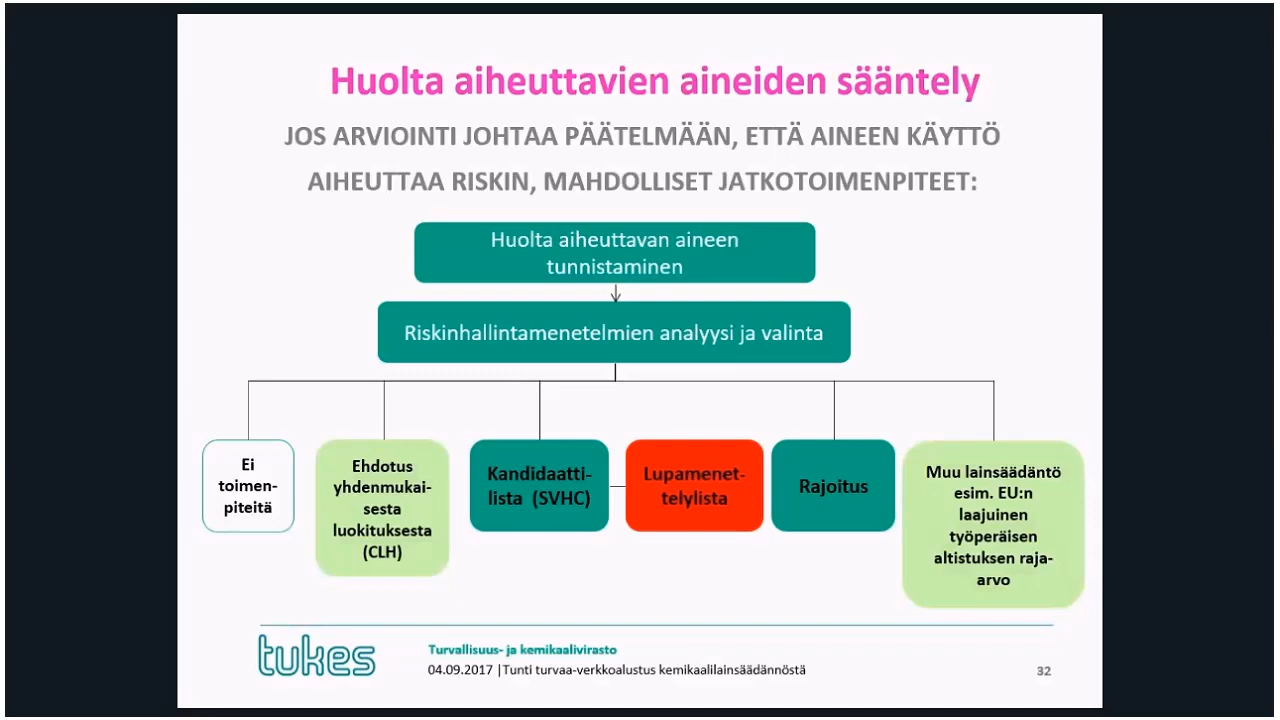 Huolta aiheuttavien aineiden sääntely
JOS ARVIOINTI JOHTAA PÄÄTELMÄÄN, ETTÄ AINEEN KÄYTTÖ
AIHEUTTAA RISKIN, MAHDOLLISET JATKOTOIMENPITEET:
Huolta aiheuttavan aineen
tunnistaminen
Riskinhallintamenetelmien analyysi ja valinta
Ei
toimen-
piteitä
Ehdotus
yhdenmukai-
sesta
luokituksesta
(CLH)
Kandidaatti-
lista (SVHC)
Lupamenet-
telylista
Rajoitus
Muu lainsäädäntö
esim. EU:n
laajuinen
työperäisen
altistuksen raja-
arvo
tukes
Turvallisuus- ja kemikaalivirasto
04.09.2017 |Tunti turvaa-verkkoalustus kemikaalilainsäädännöstä
32